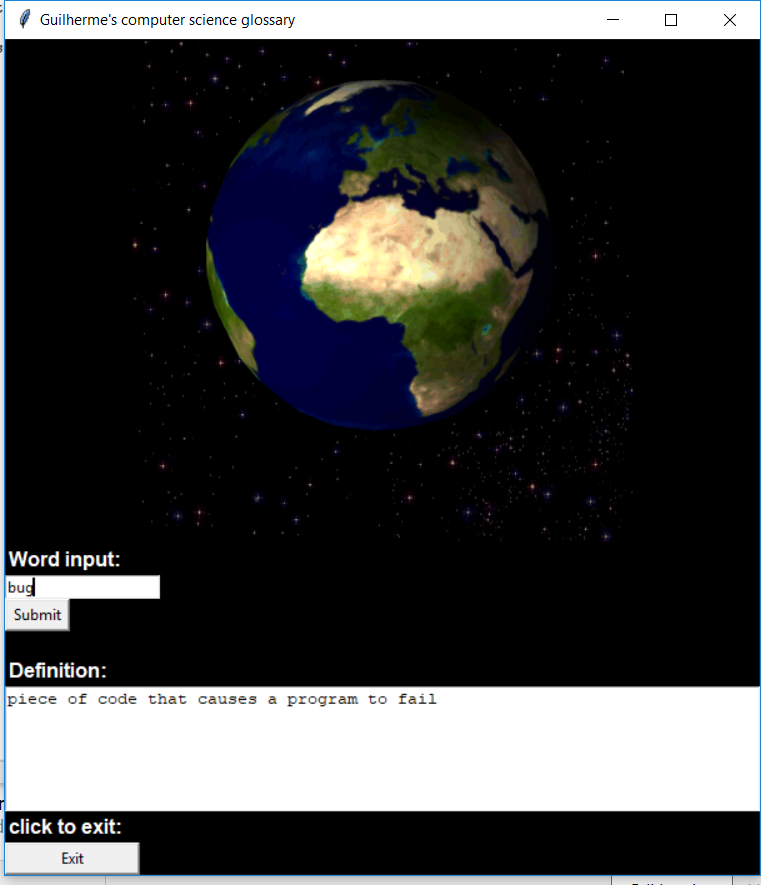 Guilherme's computer science glossary
Word input:
bug
Submit
Definition:
piece of code that causes a program to fail
click to exit:
Exit